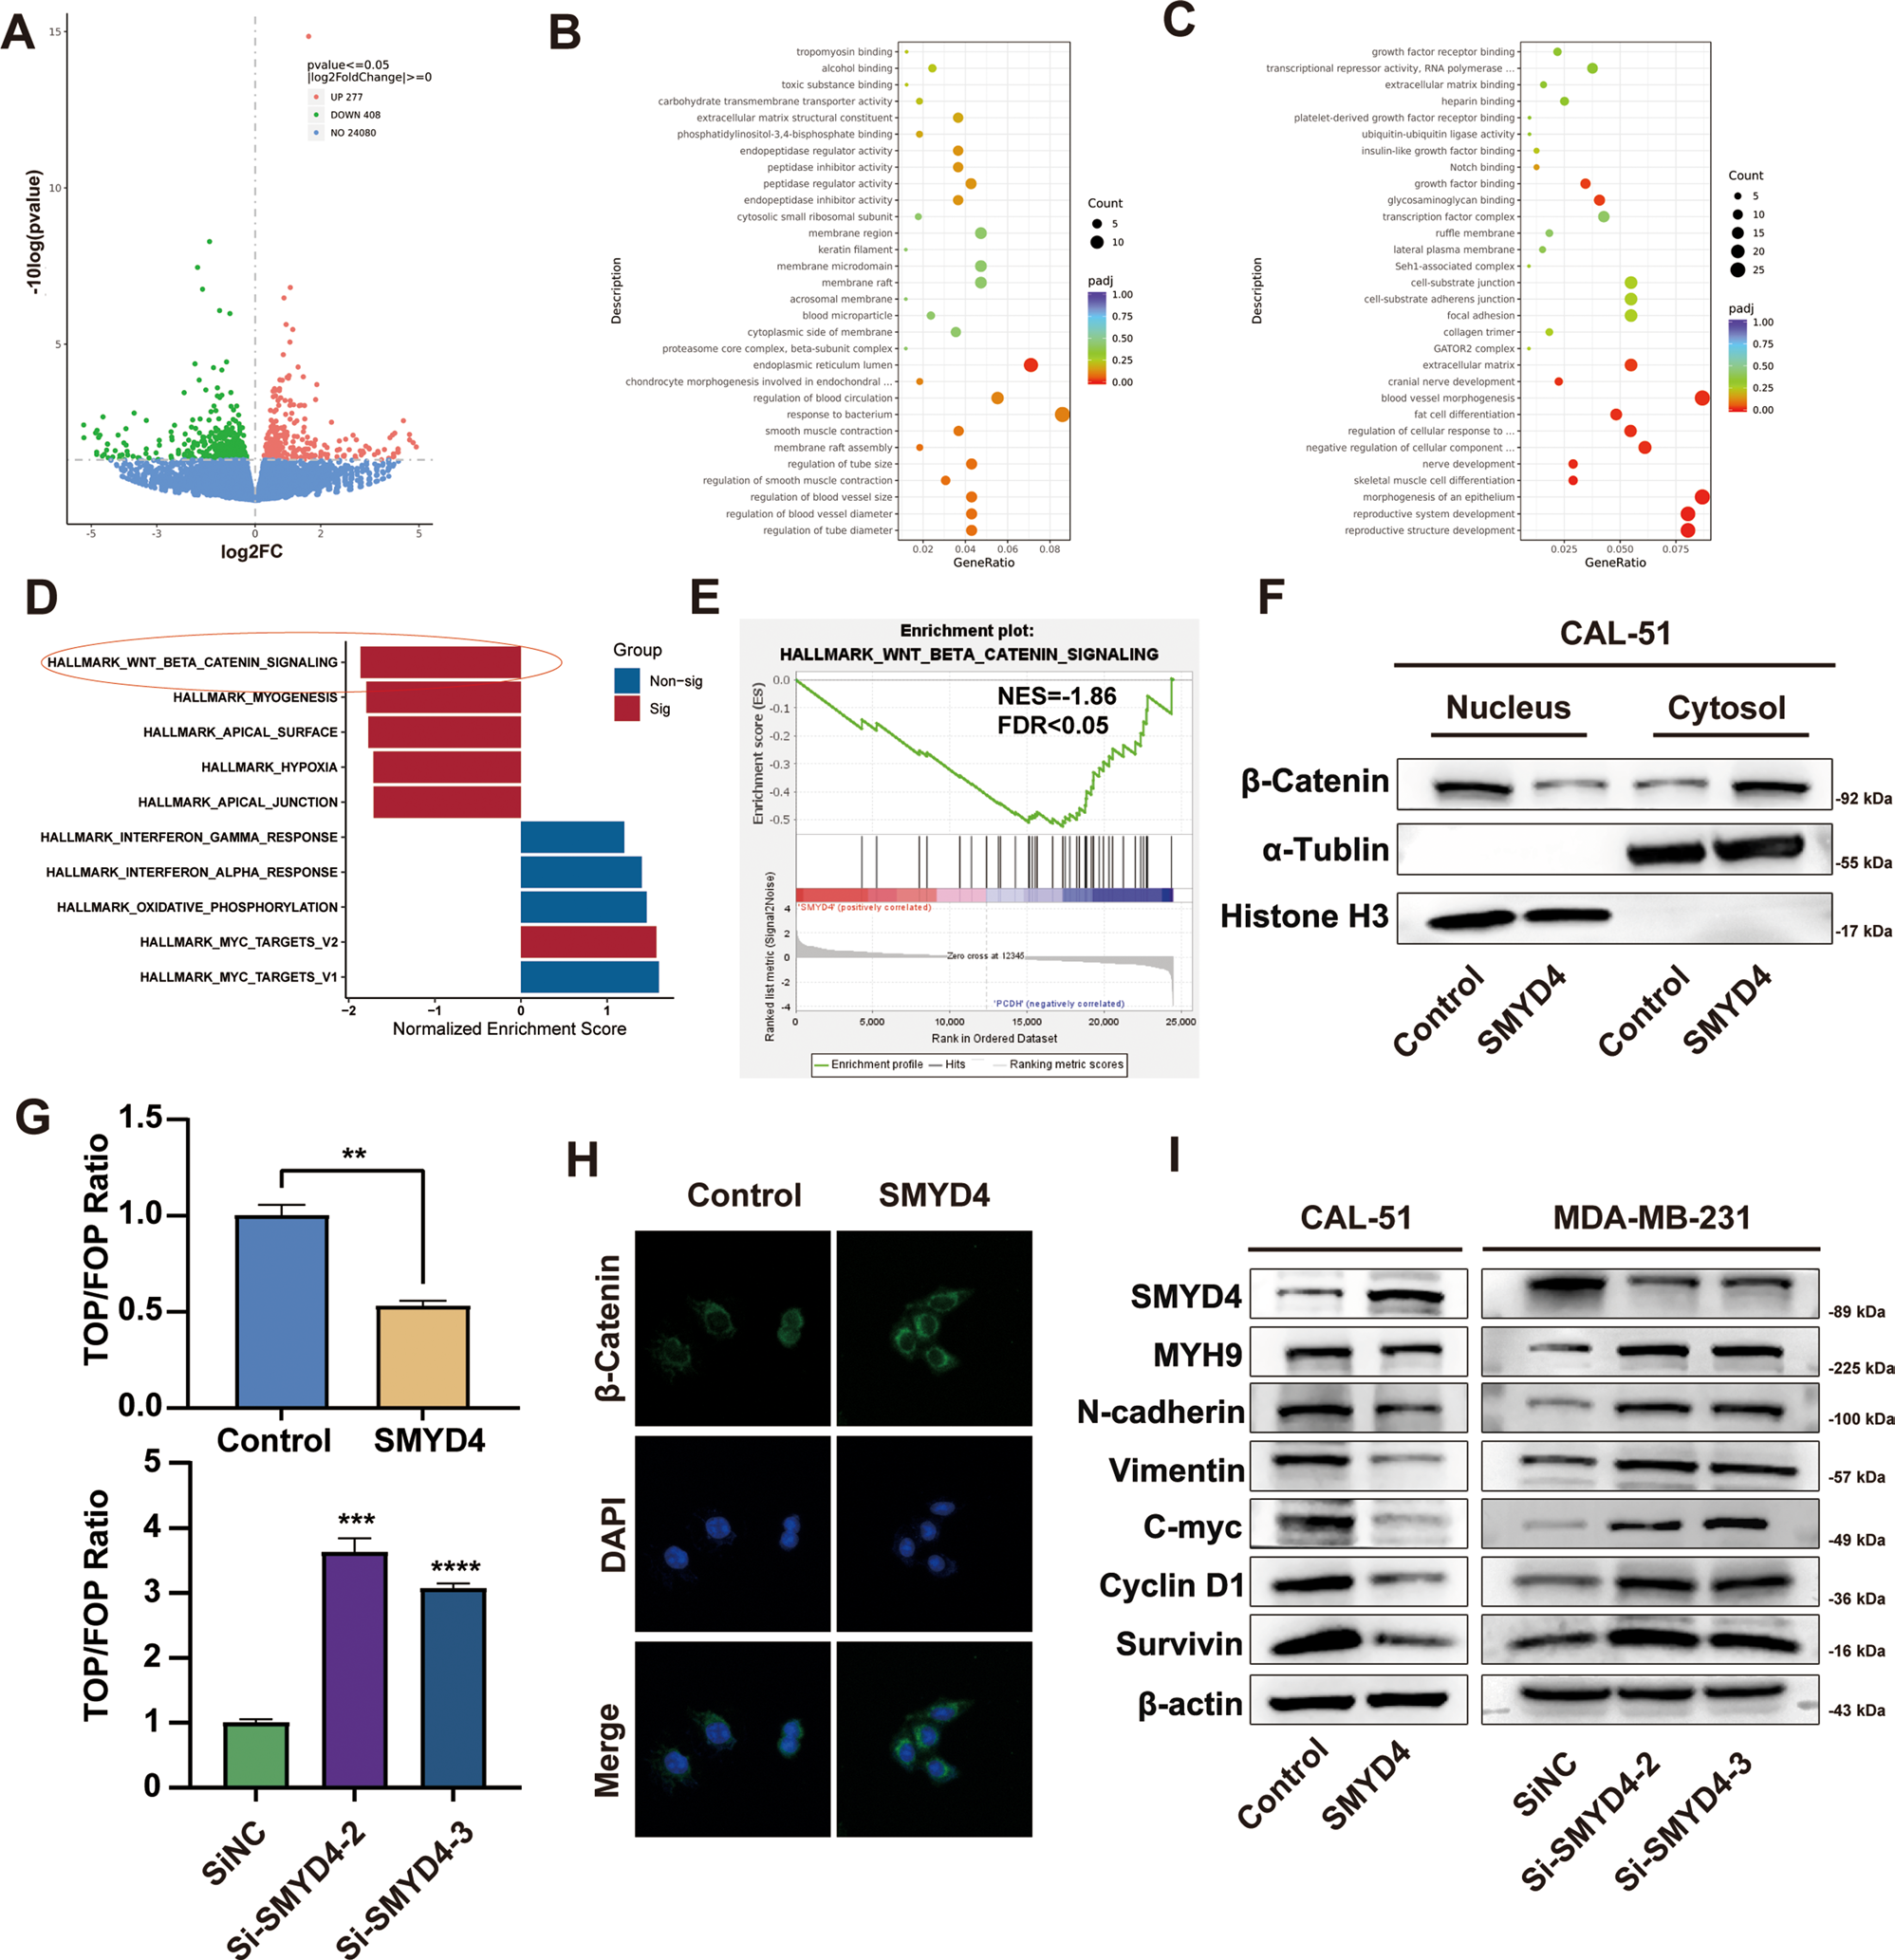 A
-10log(pvalue)
15
10
5
pvalue<=0.05
|log2FoldChange|>=0
UP 277
DOWN 408
NO 24080
-5
-3
0
2
5
log2FC
B
Description
tropomyosin binding
alcohol binding
toxic substance binding
carbohydrate transmembrane transporter activity
extracellular matrix structural constituent
phosphatidylinositol-3,4-bisphosphate binding
endopeptidase regulator activity
peptidase inhibitor activity
peptidase regulator activity
endopeptidase inhibitor activity
cytosolic small ribosomal subunit
membrane region
keratin filament
membrane microdomain
membrane raft
acrosomal membrane
blood microparticle
cytoplasmic side of membrane
proteasome core complex, beta-subunit complex
endoplasmic reticulum lumen
chondrocyte morphogenesis involved in endochondral ...
regulation of blood circulation
response to bacterium
smooth muscle contraction
membrane raft assembly
regulation of tube size
regulation of smooth muscle contraction
regulation of blood vessel size
regulation of blood vessel diameter
regulation of tube diameter
0.02
0.04
0.06
0.08
GeneRatio
Count
5
10
padj
1.00
0.75
0.50
0.25
0.00
C
Description
growth factor receptor binding
transcriptional repressor activity, RNA polymerase ...
extracellular matrix binding
heparin binding
platelet-derived growth factor receptor binding
ubiquitin-ubiquitin ligase activity
insulin-like growth factor binding
Notch binding
growth factor binding
glycosaminoglycan binding
transcription factor complex
ruffle membrane
lateral plasma membrane
Seh1-associated complex
cell-substrate junction
cell-substrate adherens junction
focal adhesion
collagen trimer
GATOR2 complex
extracellular matrix
cranial nerve development
blood vessel morphogenesis
fat cell differentiation
regulation of cellular response to ...
negative regulation of cellular component ...
nerve development
skeletal muscle cell differentiation
morphogenesis of an epithelium
reproductive system development
reproductive structure development
0.025
0.050
0.075
GeneRatio
Count
5
10
15
20
25
padj
1.00
0.75
0.50
0.25
0.00
D
HALLMARK_WNT_BETA_CATENIN_SIGNALING
HALLMARK_MYOGENESIS
HALLMARK_APICAL_SURFACE
HALLMARK_HYPOXIA
HALLMARK_APICAL_JUNCTION
HALLMARK_INTERFERON_GAMMA_RESPONSE
HALLMARK_INTERFERON_ALPHA_RESPONSE
HALLMARK_OXIDATIVE_PHOSPHORYLATION
HALLMARK_MYC_TARGETS_V2
HALLMARK_MYC_TARGETS_V1
−2
−1
0
1
Normalized Enrichment Score
Group
Non-sig
Sig
E
Enrichment plot:
HALLMARK_WNT_BETA_CATENIN_SIGNALING
NES=-1.86
FDR<0.05
Enrichment score (ES)
0.0
-0.1
-0.2
-0.3
-0.4
-0.5
'SMYD4' (positively correlated)
Ranked list metric (Signal2Noise)
4
2
0
-2
-4
Zero cross at 12345
'PCDH' (negatively correlated)
0
5,000
10,000
15,000
20,000
25,000
Rank in Ordered Dataset
Enrichment profile
Hits
Ranking metric scores
F
CAL-51
Nucleus
Cytosol
β-Catenin
-92 kDa
α-Tublin
-55 kDa
Histone H3
-17 kDa
Control
SMYD4
Control
SMYD4
G
TOP/FOP Ratio
1.5
1.0
0.5
0.0
**
Control
SMYD4
TOP/FOP Ratio
5
4
3
2
1
0
***
****
SiNC
Si-SMYD4-2
Si-SMYD4-3
H
Control
SMYD4
β-Catenin
DAPI
Merge
I
CAL-51
MDA-MB-231
SMYD4
-89 kDa
MYH9
-225 kDa
N-cadherin
-100 kDa
Vimentin
-57 kDa
C-myc
-49 kDa
Cyclin D1
-36 kDa
Survivin
-16 kDa
β-actin
-43 kDa
Control
SMYD4
SiNC
Si-SMYD4-2
Si-SMYD4-3